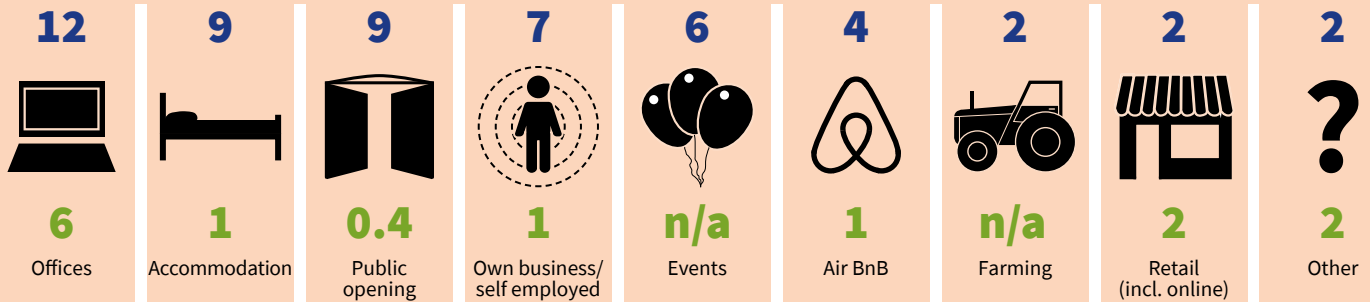 12 9 9 7 6 4 2 2 2
?
6 1 0.4 1 n/a 1 n/a 2 2
Offices Accommodation Public Own business/ Events Air BnB Farming Retail Other
opening self employed (incl. online)